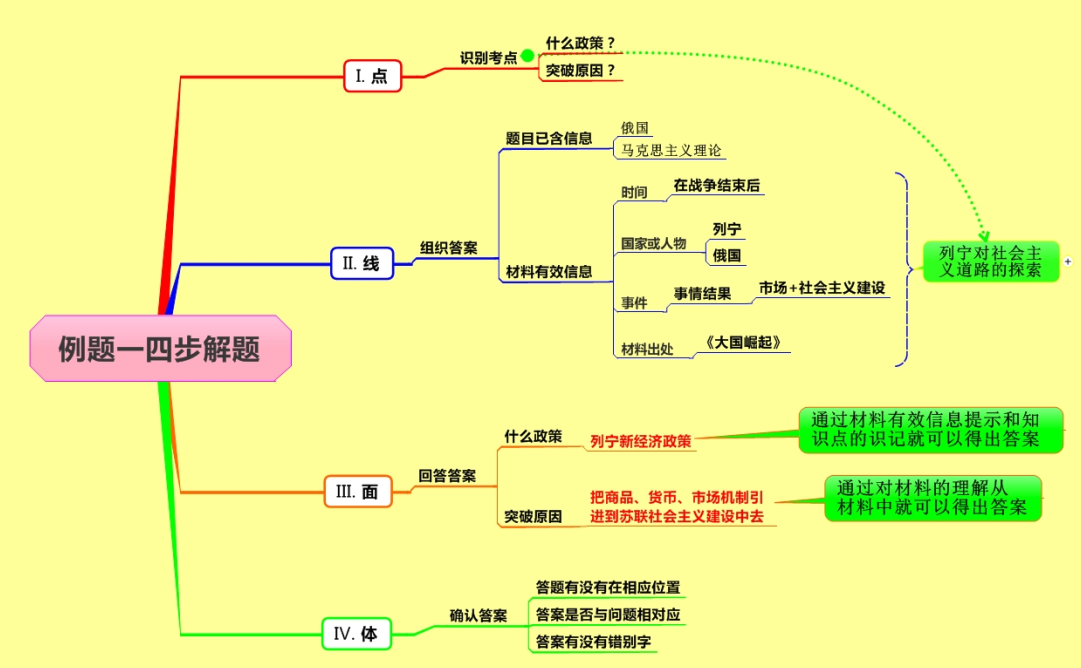 例题一四步解题
I. 点
识别考点
什么政策？
突破原因？
II. 线
组织答案
题目已含信息
俄国
马克思主义理论
材料有效信息
时间
在战争结束后
国家或人物
列宁
俄国
事件
事情结果
市场+社会主义建设
材料出处
《大国崛起》
列宁对社会主
义道路的探索
III. 面
回答答案
什么政策
列宁新经济政策
通过材料有效信息提示和知
识点的识记就可以得出答案
突破原因
把商品、货币、市场机制引
进到苏联社会主义建设中去
通过对材料的理解从
材料中就可以得出答案
IV. 体
确认答案
答题有没有在相应位置
答案是否与问题相对应
答案有没有错别字